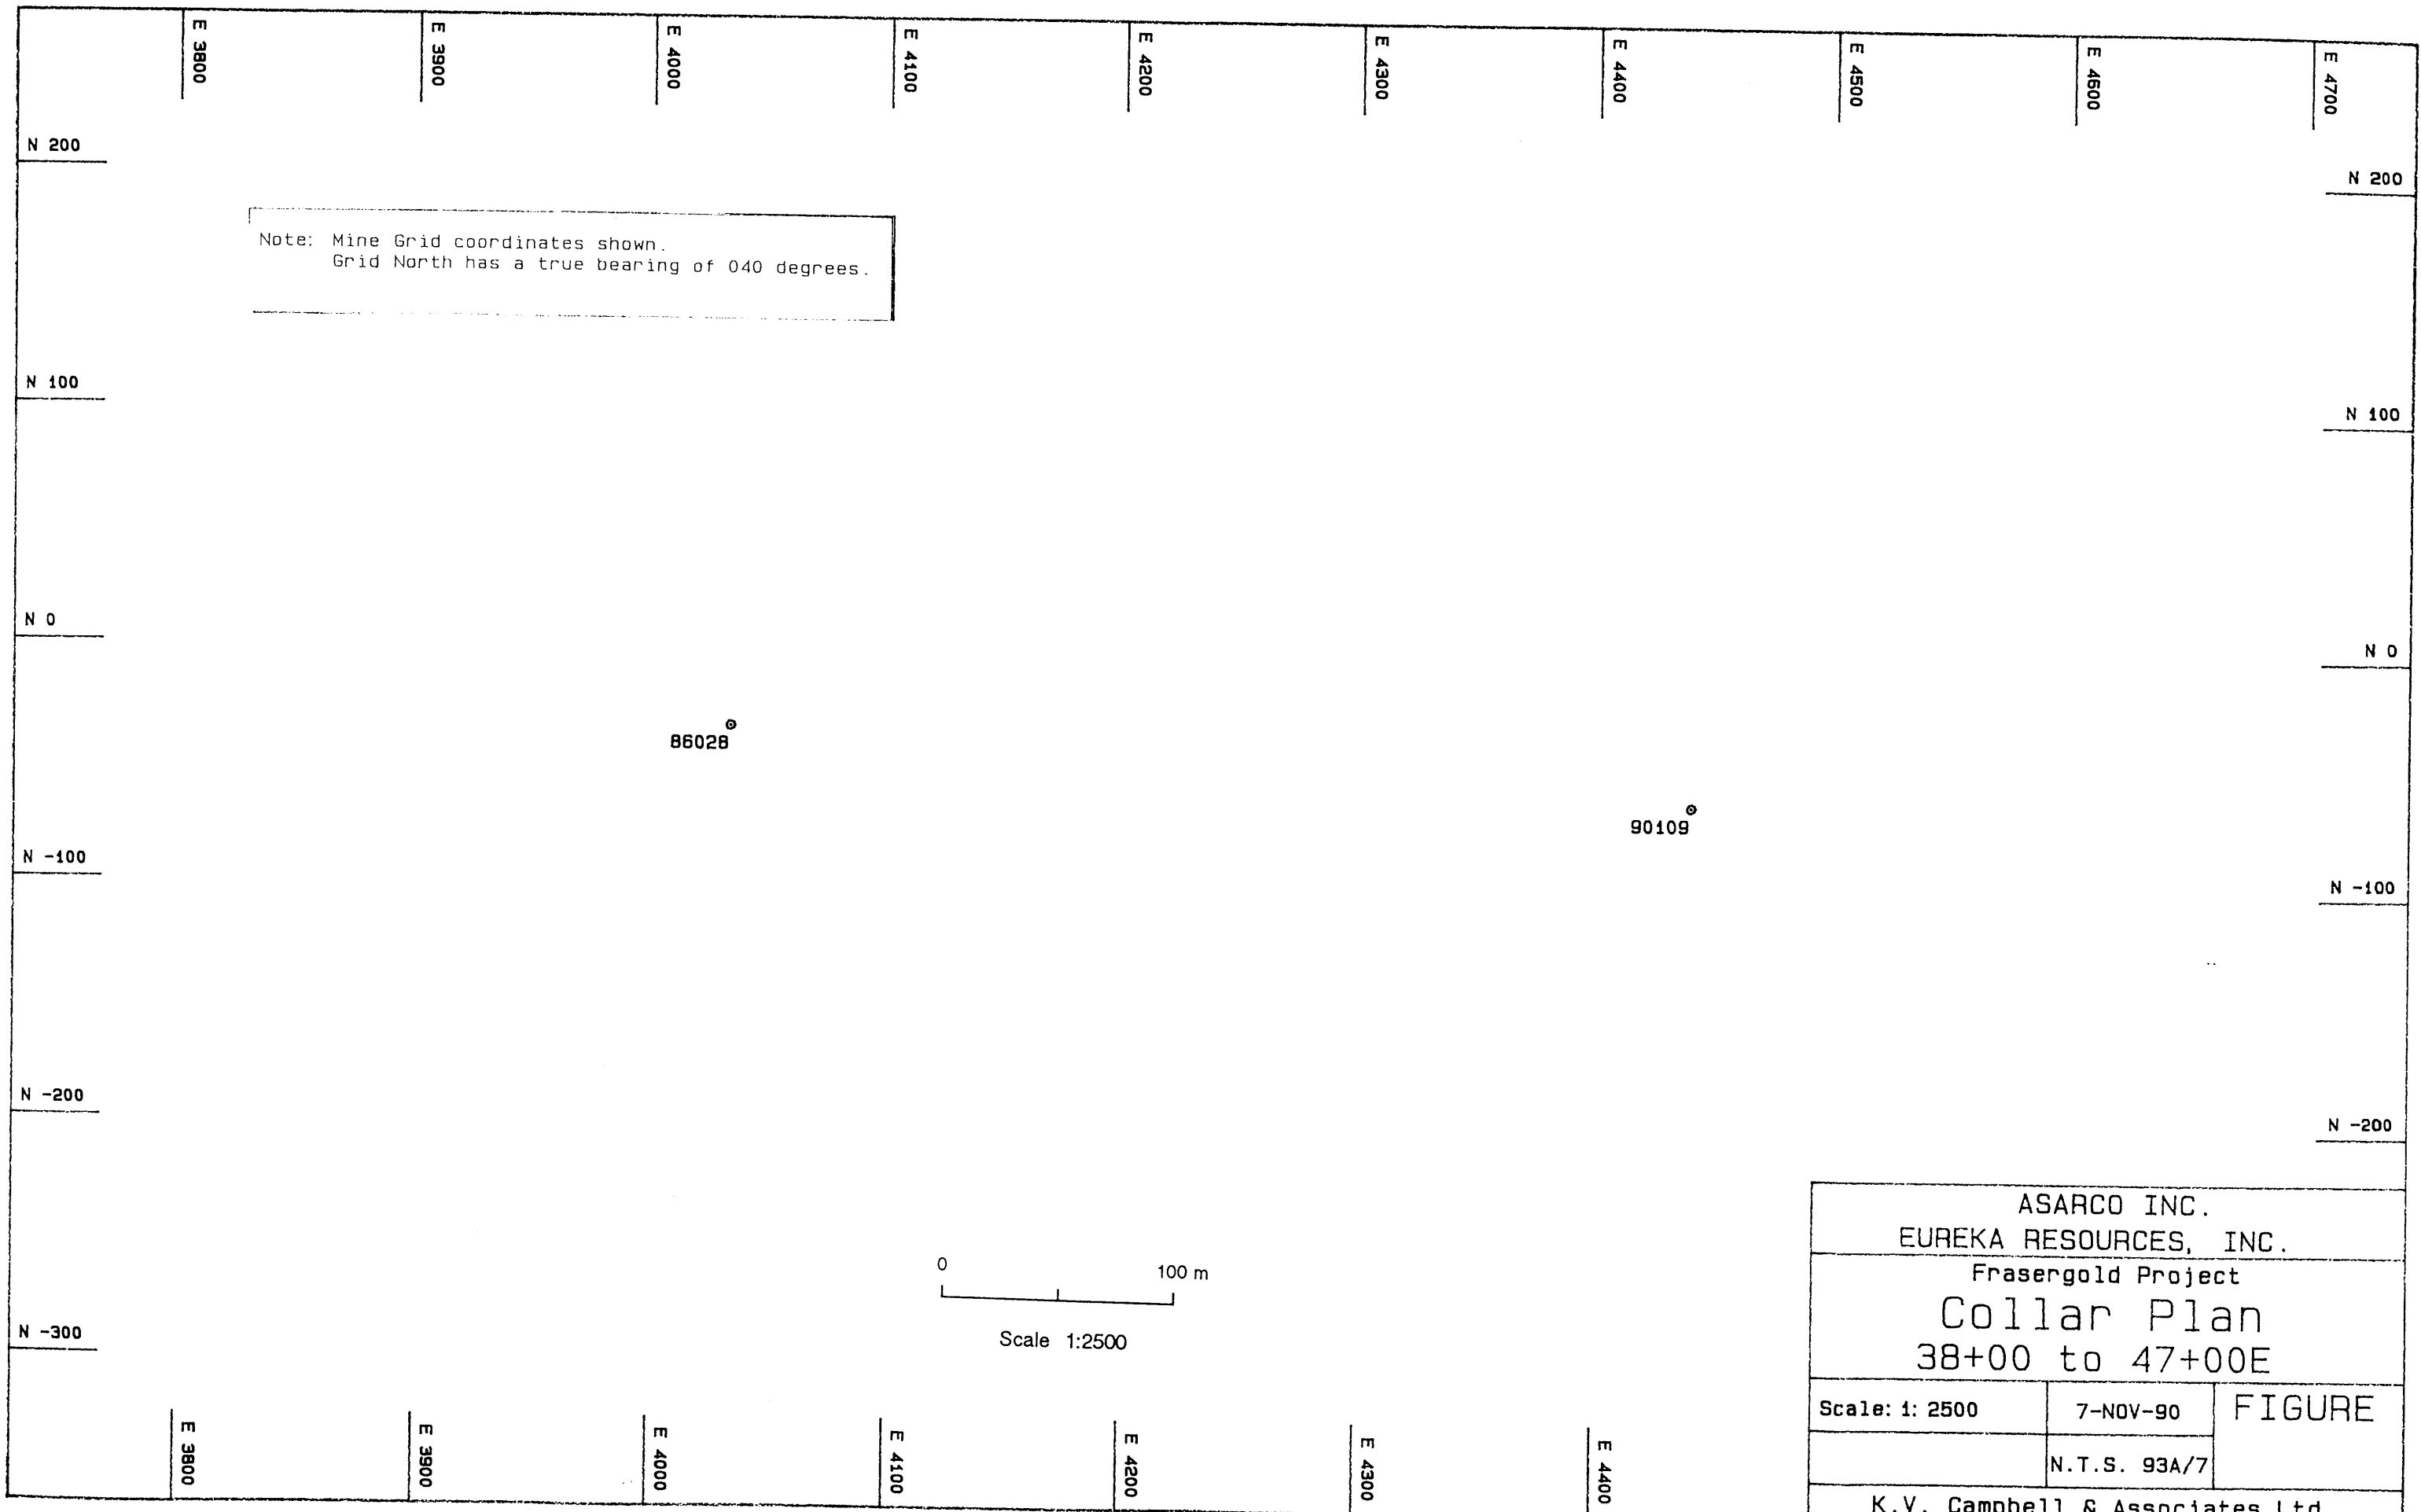 E 3800
E 3900
E 4000
E 4100
E 4200
E 4300
E 4400
E 4500
E 4600
E 4700
N 200
N 200
Note: Mine Grid coordinates shown.
Grid North has a true bearing of 040 degrees.
N 100
N 100
N 0
N 0
86028
90109
N -100
N -100
N -200
N -200
0 100 m
Scale 1:2500
N -300
ASARCO INC.
EUREKA RESOURCES, INC.
Frasergold Project
Collar Plan
38+00 to 47+00E
Scale: 1: 2500
7-NOV-90
FIGURE
N.T.S. 93A/7
K.V. Campbell & Associates Ltd
E 3800
E 3900
E 4000
E 4100
E 4200
E 4300
E 4400